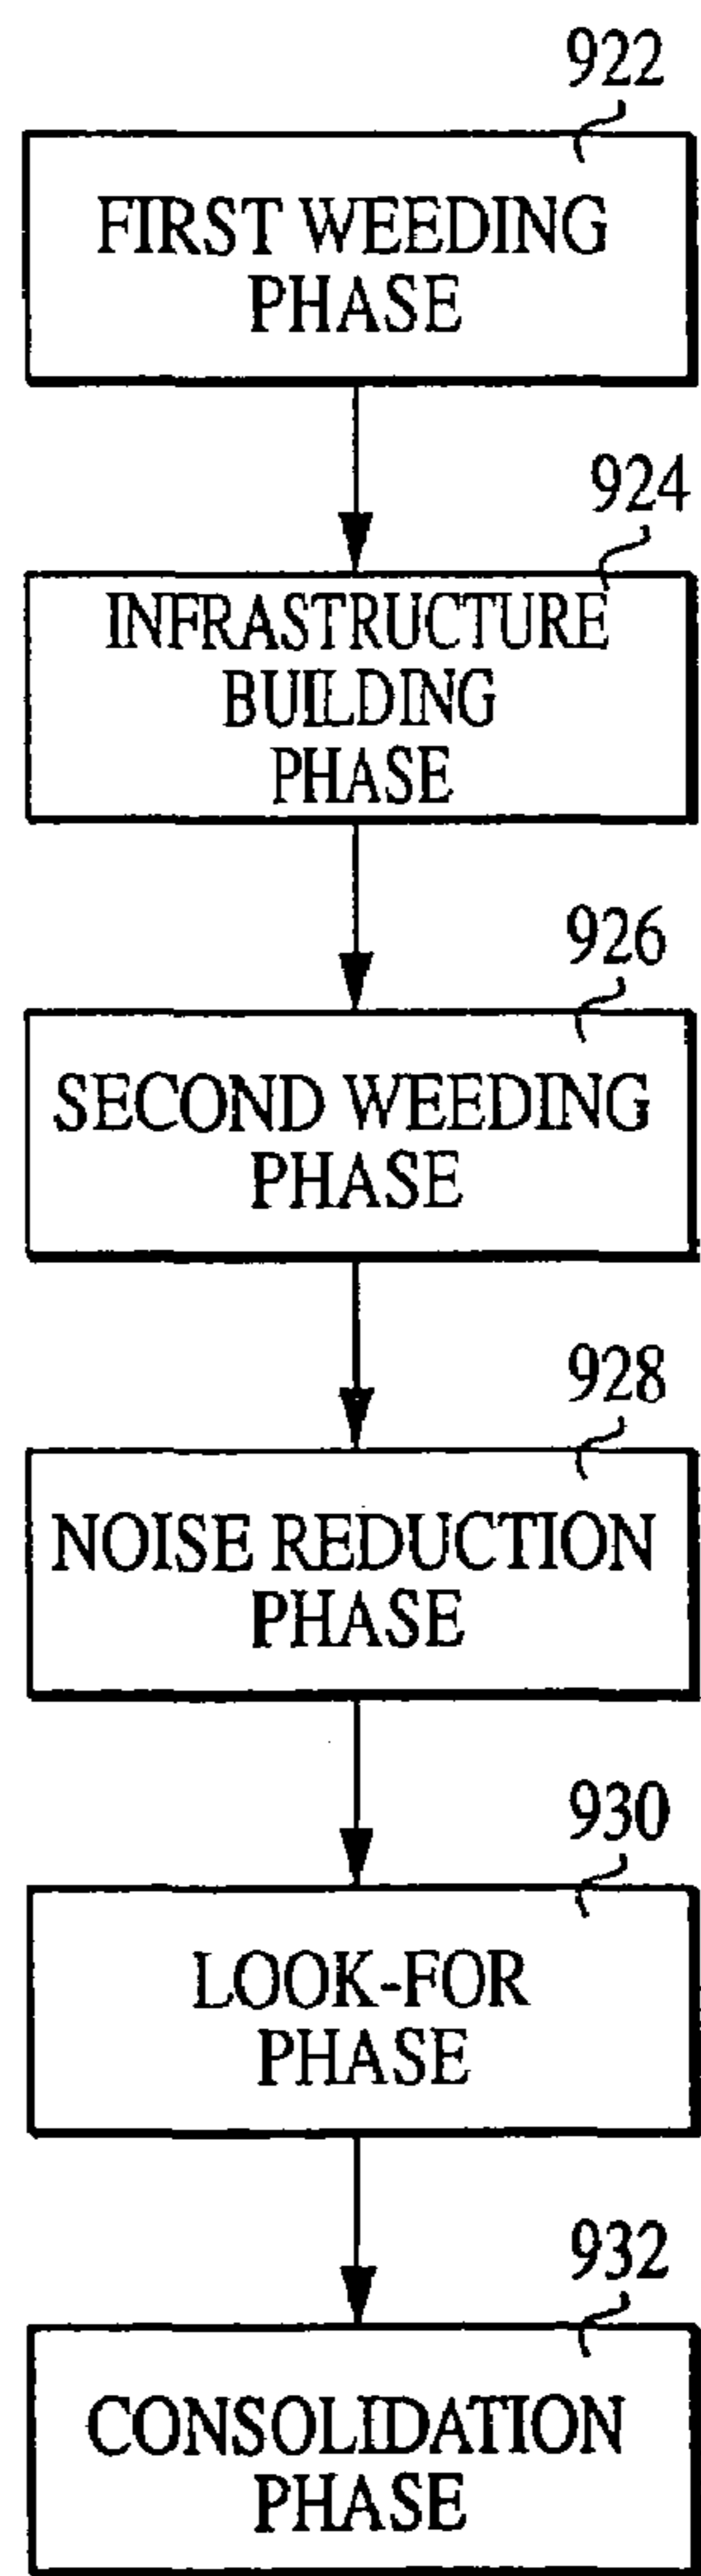 922
FIRST WEEDING
PHASE
924
INFRASTRUCTURE
BUILDING
PHASE
926
SECOND WEEDING
PHASE
928
NOISE REDUCTION
PHASE
930
LOOK-FOR
PHASE
932
CONSOLIDATION
PHASE